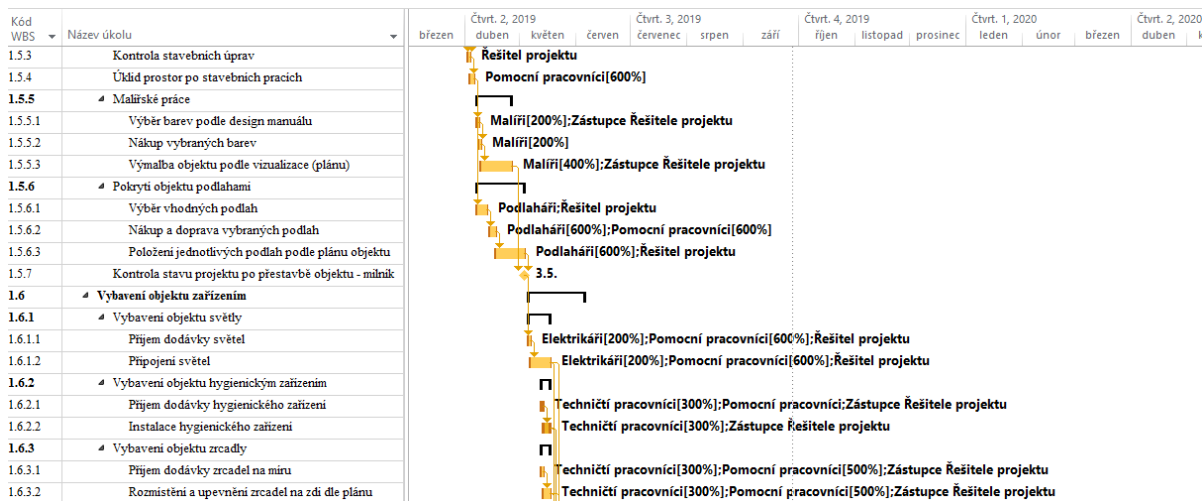 Kód WBS Název úkolu
Čtvrt. 2, 2019 Čtvrt. 3, 2019 Čtvrt. 4, 2019 Čtvrt. 1, 2020 Čtvrt. 2, 2020
březen duben květen červen červenec srpen září říjen listopad prosinec leden únor březen duben k
1.5.3 Kontrola stavebních úprav Řešitel projektu
1.5.4 Úklid prostor po stavebních pracích Pomocní pracovníci[600%]
1.5.5 Malířské práce
1.5.5.1 Výběr barev podle design manuálu Malíři[200%];Zástupce Řešitele projektu
1.5.5.2 Nákup vybraných barev Malíři[200%]
1.5.5.3 Výmalba objektu podle vizualizace (plánu) Malíři[400%];Zástupce Řešitele projektu
1.5.6 Pokrytí objektu podlahami
1.5.6.1 Výběr vhodných podlah Podlaháři;Řešitel projektu
1.5.6.2 Nákup a doprava vybraných podlah Podlaháři[600%];Pomocní pracovníci[600%]
1.5.6.3 Položení jednotlivých podlah podle plánu objektu Podlaháři[600%];Řešitel projektu
1.5.7 Kontrola stavu projektu po přestavbě objektu - milník 3.5.
1.6 Vybavení objektu zařízením
1.6.1 Vybavení objektu světly
1.6.1.1 Příjem dodávky světel Elektrikáři[200%];Pomocní pracovníci[600%];Řešitel projektu
1.6.1.2 Připojení světel Elektrikáři[200%];Pomocní pracovníci[600%];Řešitel projektu
1.6.2 Vybavení objektu hygienickým zařízením
1.6.2.1 Příjem dodávky hygienického zařízení Techničtí pracovníci[300%];Pomocní pracovníci;Zástupce Řešitele projektu
1.6.2.2 Instalace hygienického zařízení Techničtí pracovníci[300%];Zástupce Řešitele projektu
1.6.3 Vybavení objektu zrcadly
1.6.3.1 Příjem dodávky zrcadel na míru Techničtí pracovníci[300%];Pomocní pracovníci[500%];Zástupce Řešitele projektu
1.6.3.2 Rozmístění a upevnění zrcadel na zdi dle plánu Techničtí pracovníci[300%];Pomocní pracovníci[500%];Zástupce Řešitele projektu